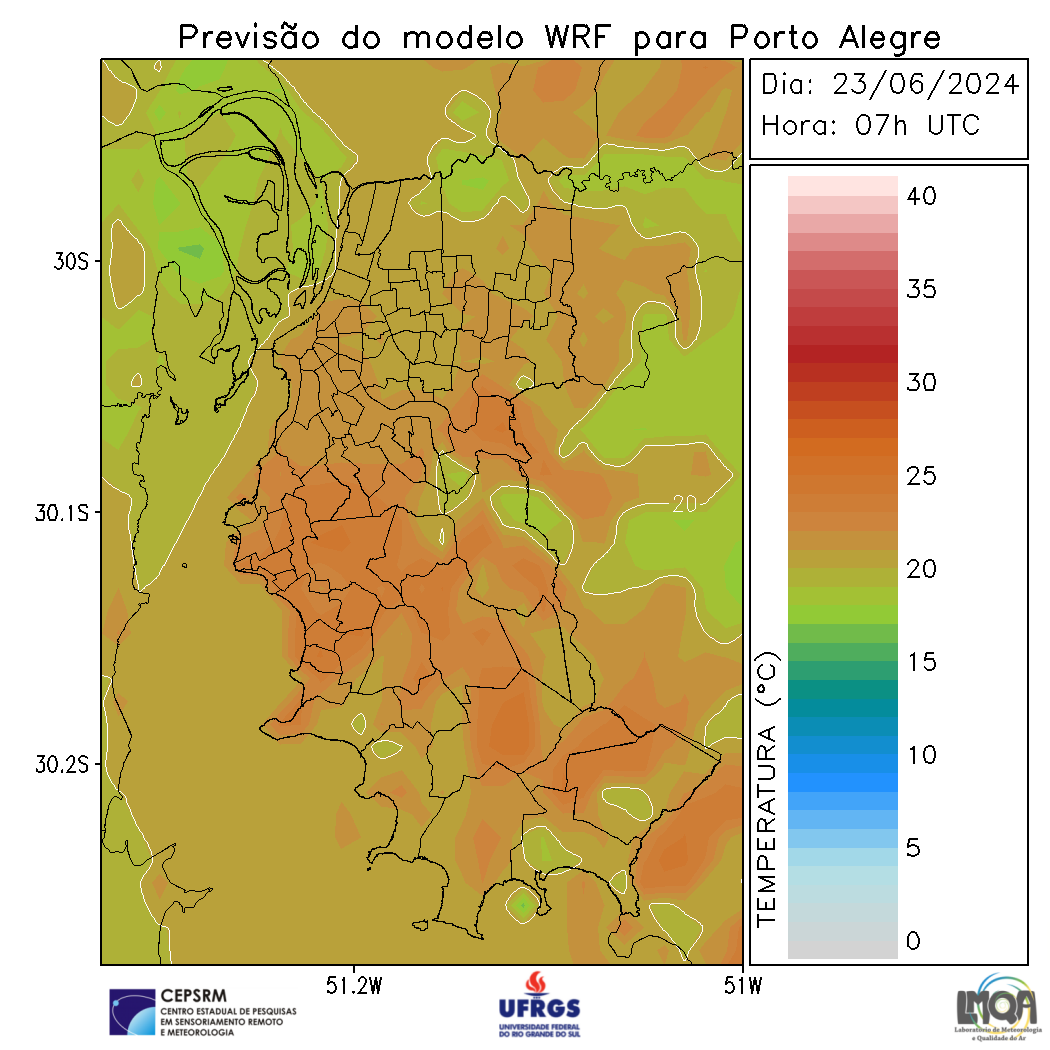 Previsão do modelo WRF para Porto Alegre
Dia: 23/06/2024
Hora: 07h UTC
40
35
30
25
20
15
10
5
0
TEMPERATURA (°C)
30S
30.1S
30.2S
20
51.2W
51W
CEPSRM
CENTRO ESTADUAL DE PESQUISAS
EM SENSORIAMENTO REMOTO
E METEOROLOGIA
UFRGS
UNIVERSIDADE FEDERAL
DO RIO GRANDE DO SUL
LMQA
Laboratório de Meteorologia
e Qualidade do Ar